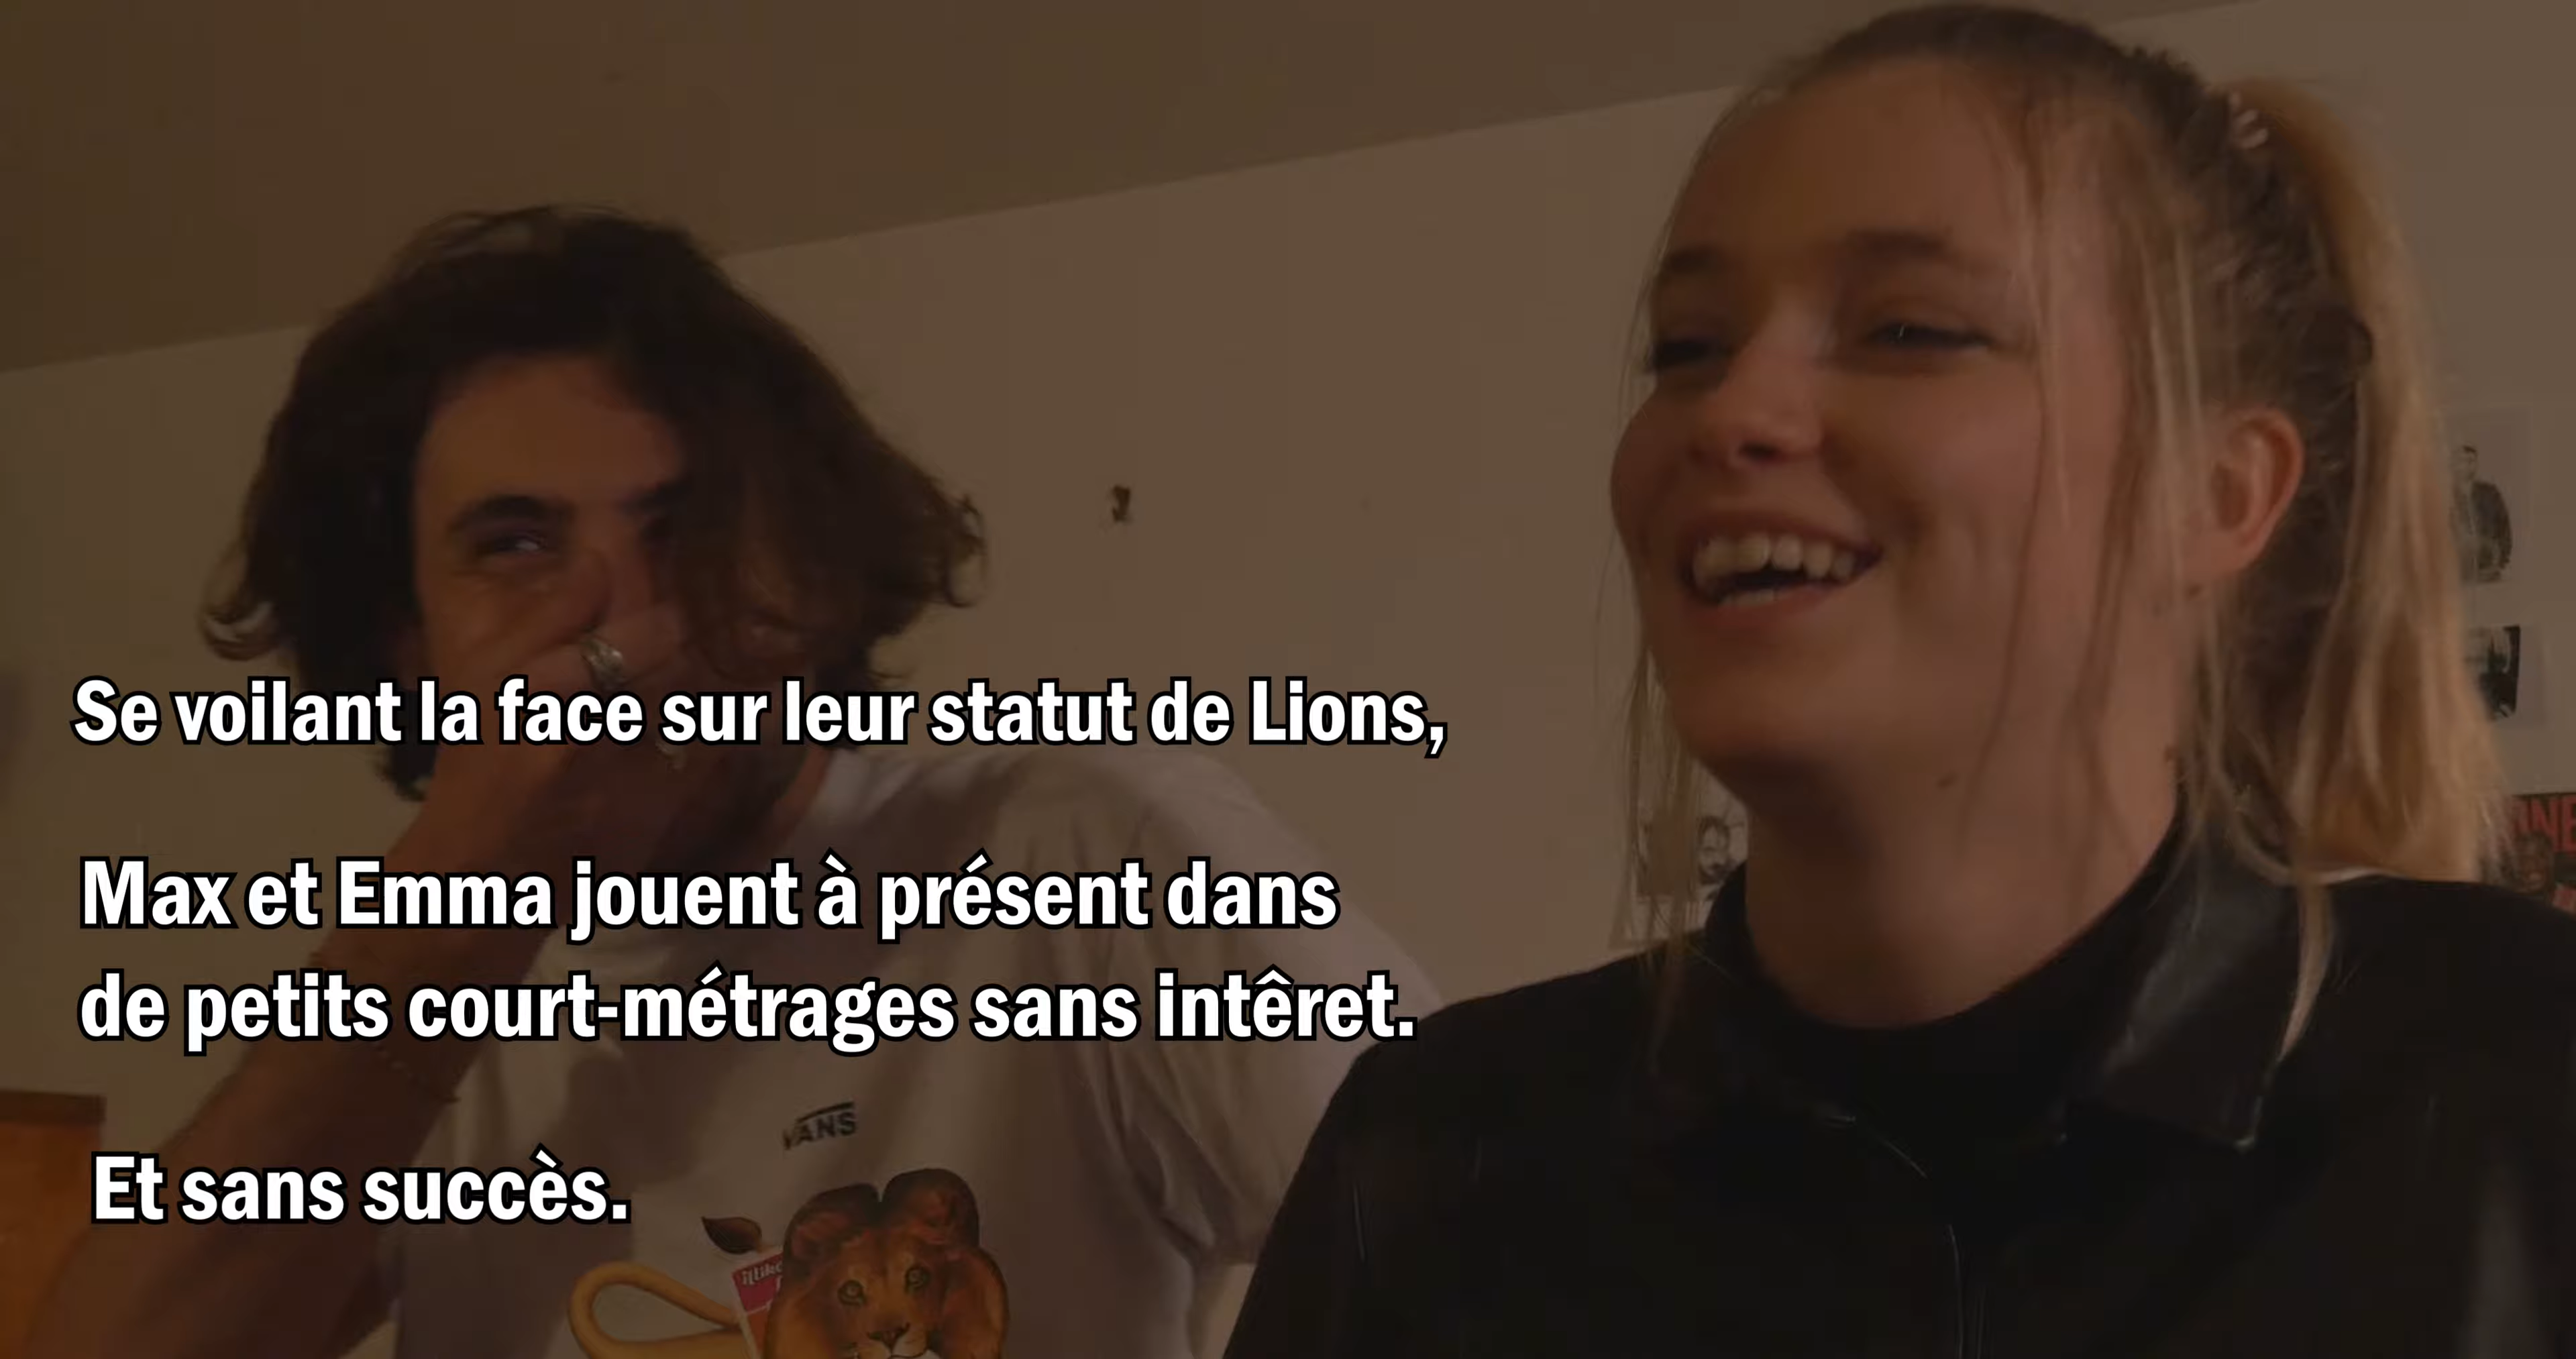 Se voilant la face sur leur statut de Lions,
Max et Emma jouent à présent dans
de petits court-métrages sans intêret.
Et sans succès.
VANS